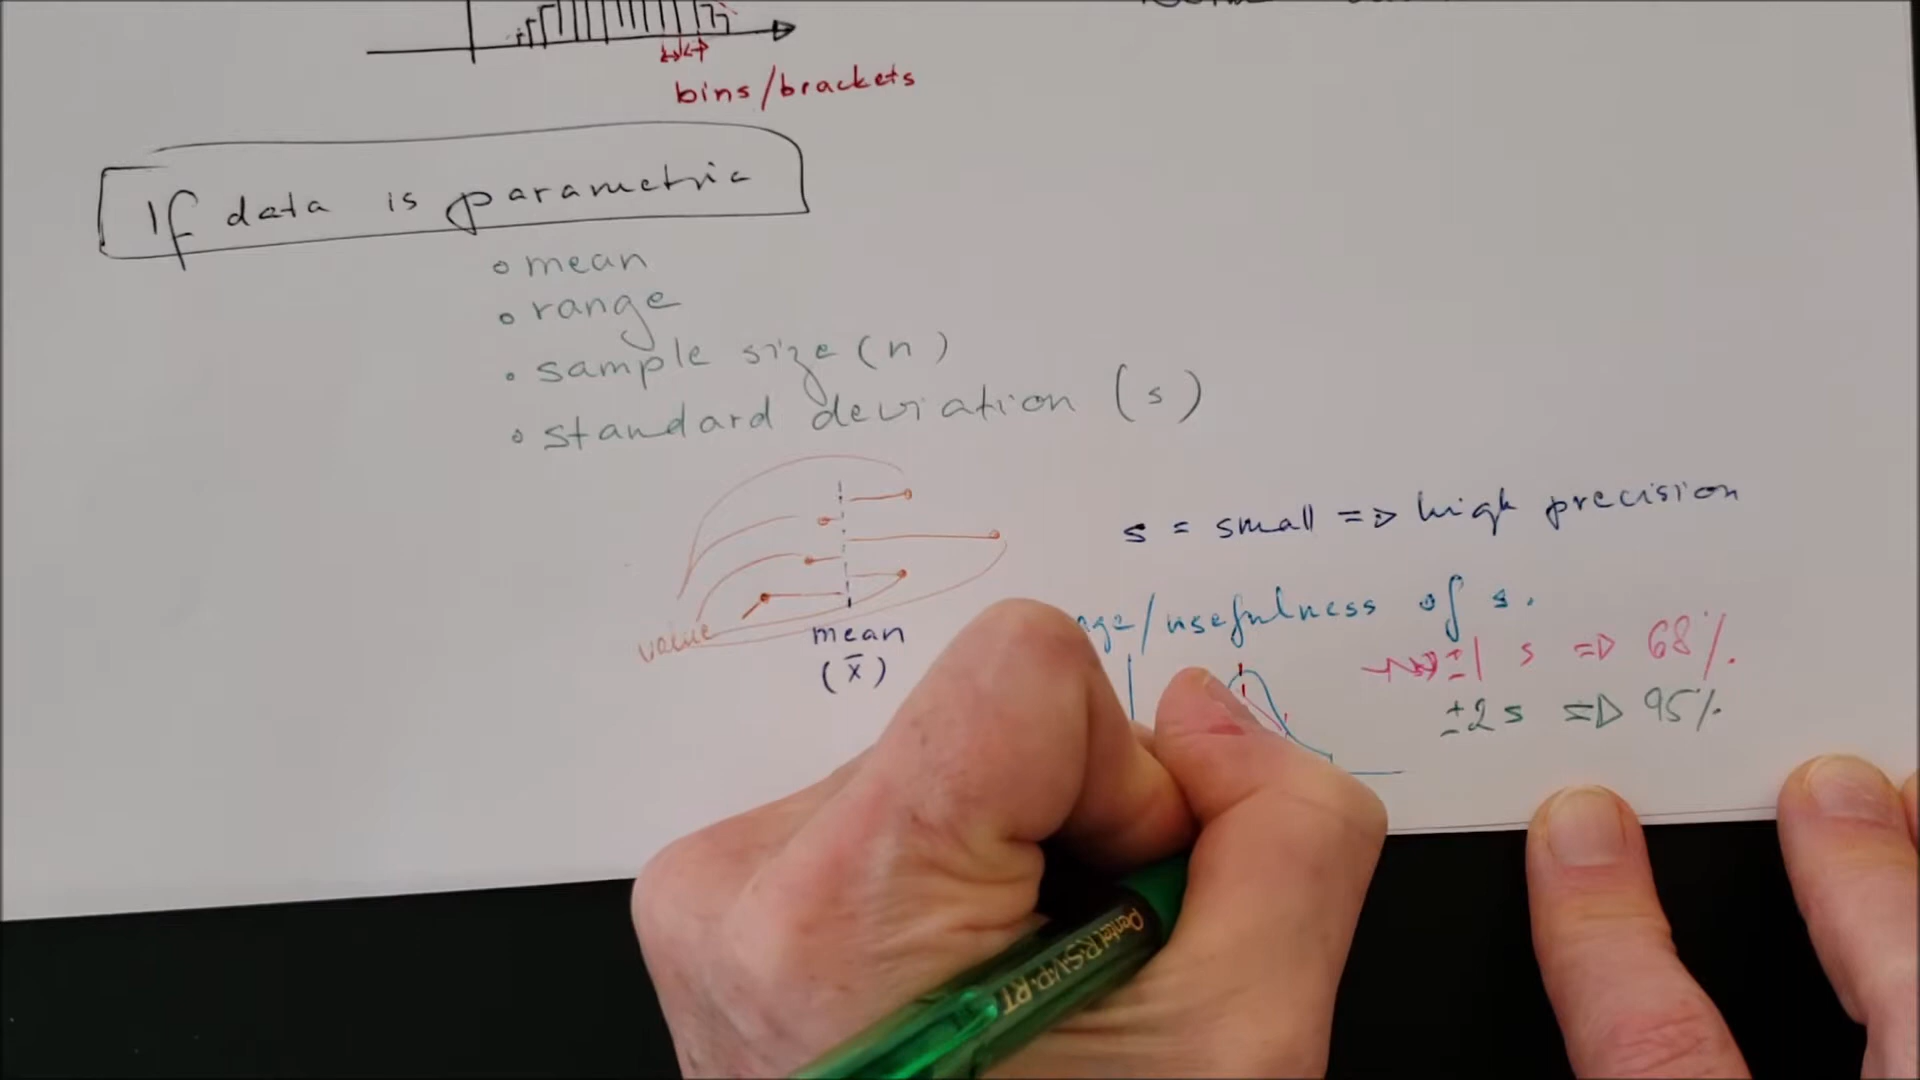 bins/brackets
If data is parametric
• mean
• range
• sample size (n)
• standard deviation (s)
s = small => high precision
/usefulness of s.
value
mean
(x̄)
±1 s => 68%.
±2 s => 95%.
Pentel R.S.V.P. RT